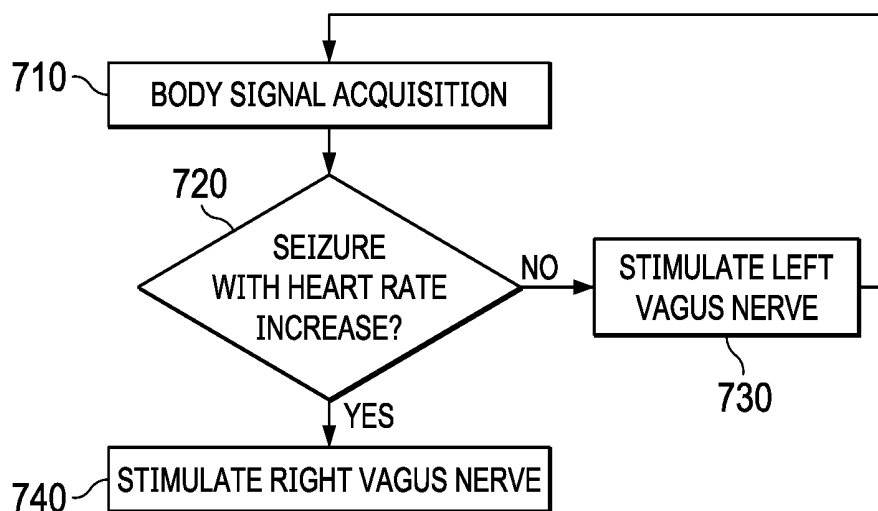 710
BODY SIGNAL ACQUISITION
720
SEIZURE
WITH HEART RATE
INCREASE?
NO
STIMULATE LEFT
VAGUS NERVE
730
YES
740
STIMULATE RIGHT VAGUS NERVE